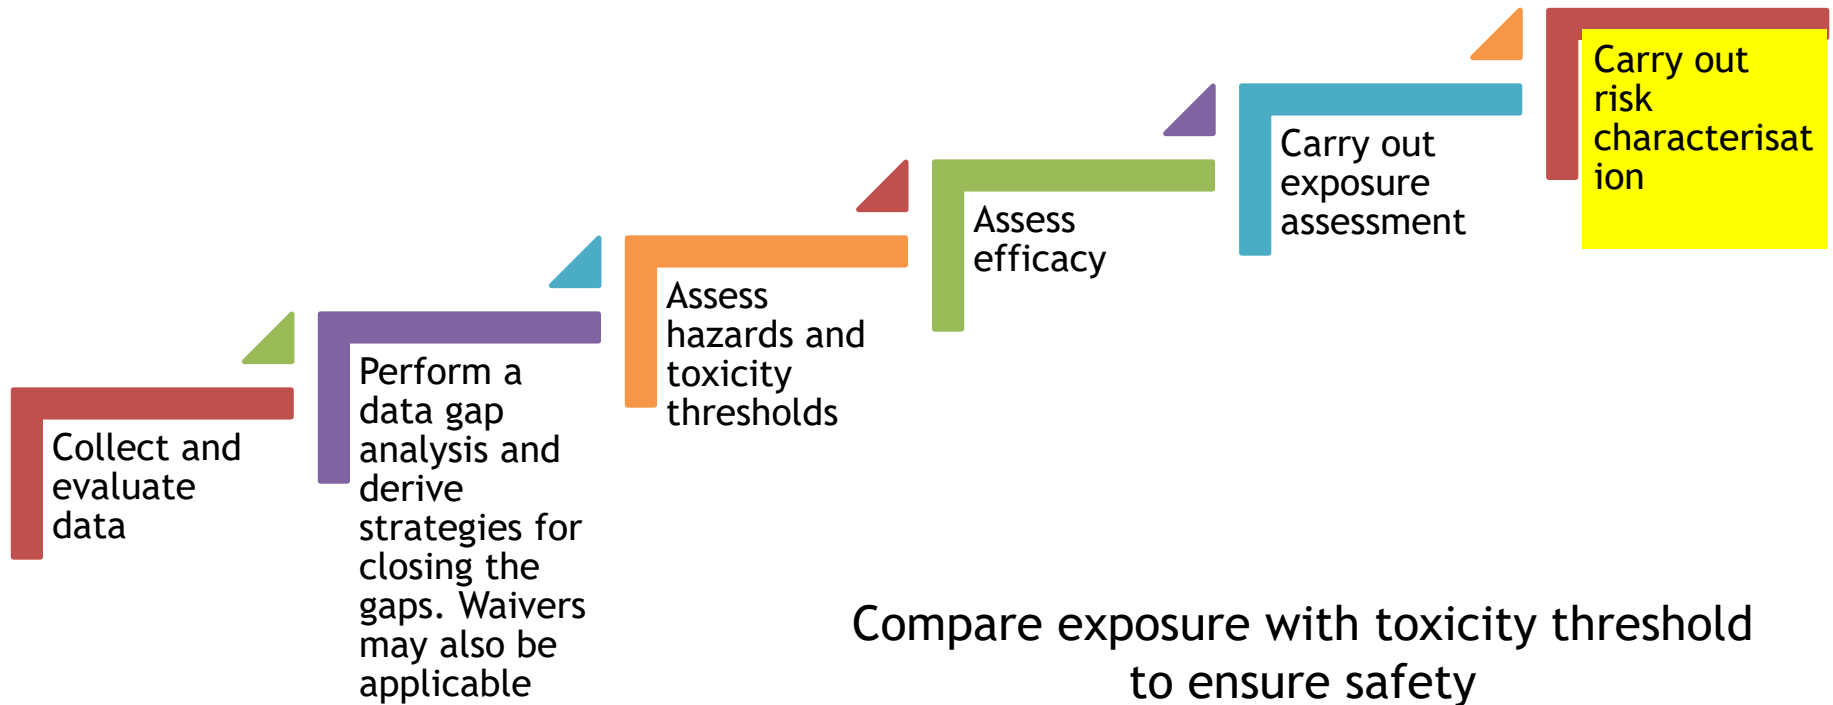 Collect and
evaluate
data
Perform a
data gap
analysis and
derive
strategies for
closing the
gaps. Waivers
may also be
applicable
Assess
hazards and
toxicity
thresholds
Assess
efficacy
Carry out
exposure
assessment
Carry out
risk
characterisat
ion
Compare exposure with toxicity threshold
to ensure safety